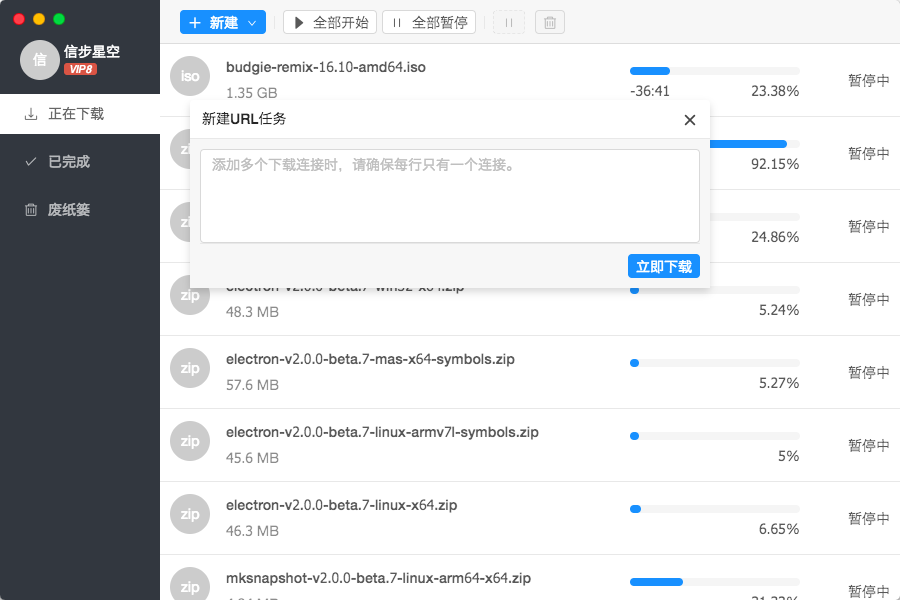 新建
全部开始
全部暂停
信
信步星空
VIP8
正在下载
已完成
废纸篓
iso
budgie-remix-16.10-amd64.iso
1.35 GB
-36:41
23.38%
暂停中
新建URL任务
添加多个下载连接时，请确保每行只有一个连接。
立即下载
92.15%
暂停中
24.86%
暂停中
zip
electron-v2.0.0-beta.7-win32-x64.zip
48.3 MB
5.24%
暂停中
zip
electron-v2.0.0-beta.7-mas-x64-symbols.zip
57.6 MB
5.27%
暂停中
zip
electron-v2.0.0-beta.7-linux-armv7l-symbols.zip
45.6 MB
5%
暂停中
zip
electron-v2.0.0-beta.7-linux-x64.zip
46.3 MB
6.65%
暂停中
zip
mksnapshot-v2.0.0-beta.7-linux-arm64-x64.zip
暂停中